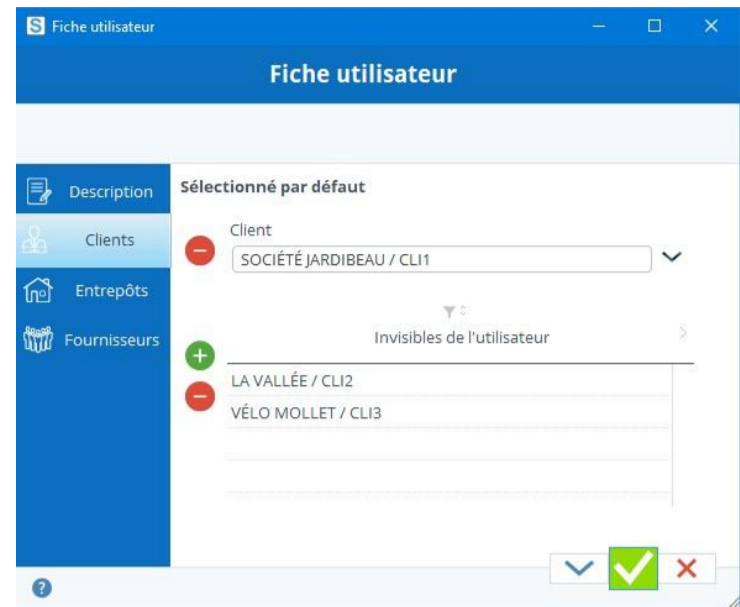 S Fiche utilisateur
Fiche utilisateur
Description
Clients
Entrepôts
Fournisseurs
Sélectionné par défaut
Client
SOCIÉTÉ JARDIBEAU / CLI1
Invisibles de l'utilisateur
LA VALLÉE / CLI2
VÉLO MOLLET / CLI3
?